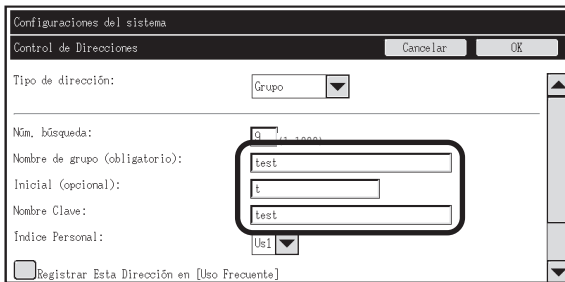 Configuraciones del sistema
Control de Direcciones
Cancelar
OK
Tipo de dirección:
Grupo
Núm. búsqueda:
9
Nombre de grupo (obligatorio):
test
Inicial (opcional):
t
Nombre Clave:
test
Índice Personal:
Us1
Registrar Esta Dirección en [Uso Frecuente]